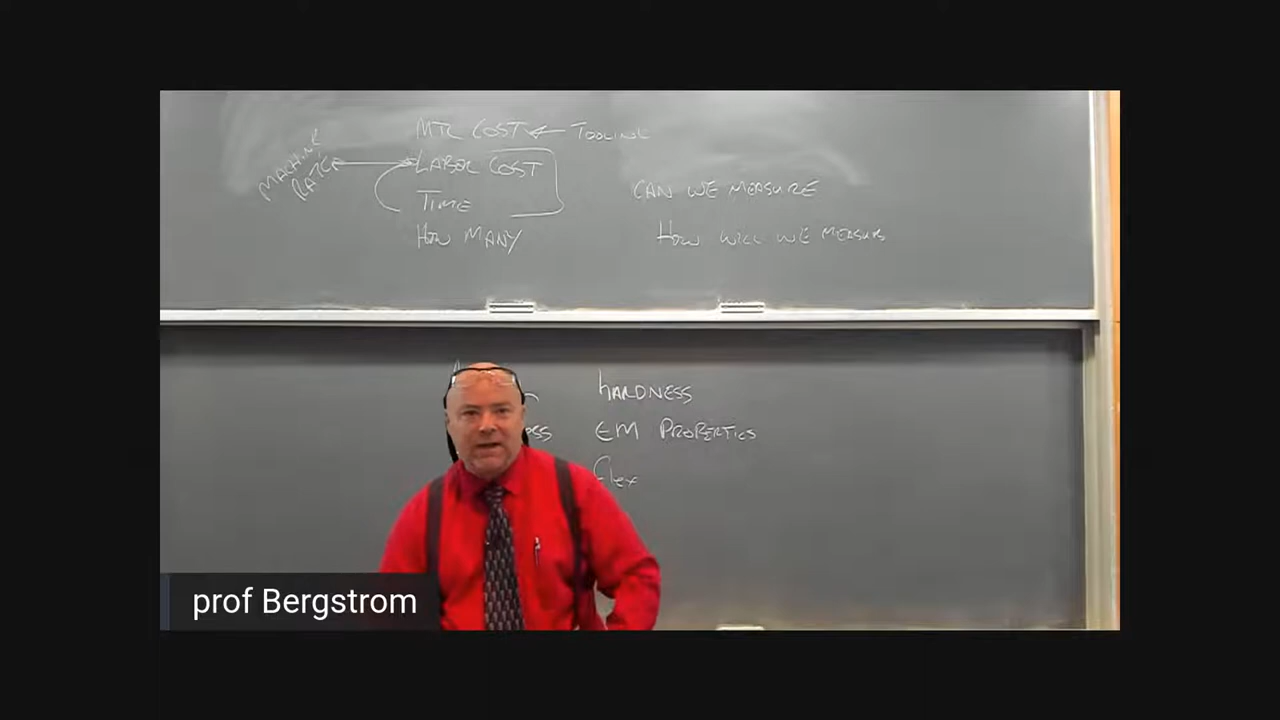 MTL COST ← TOOLING
MACHINE
RATE
LABOR COST
TIME
CAN WE MEASURE
HOW MANY
HOW WILL WE MEASURE
hARDNESS
EM PROPERTIES
flex
prof Bergstrom